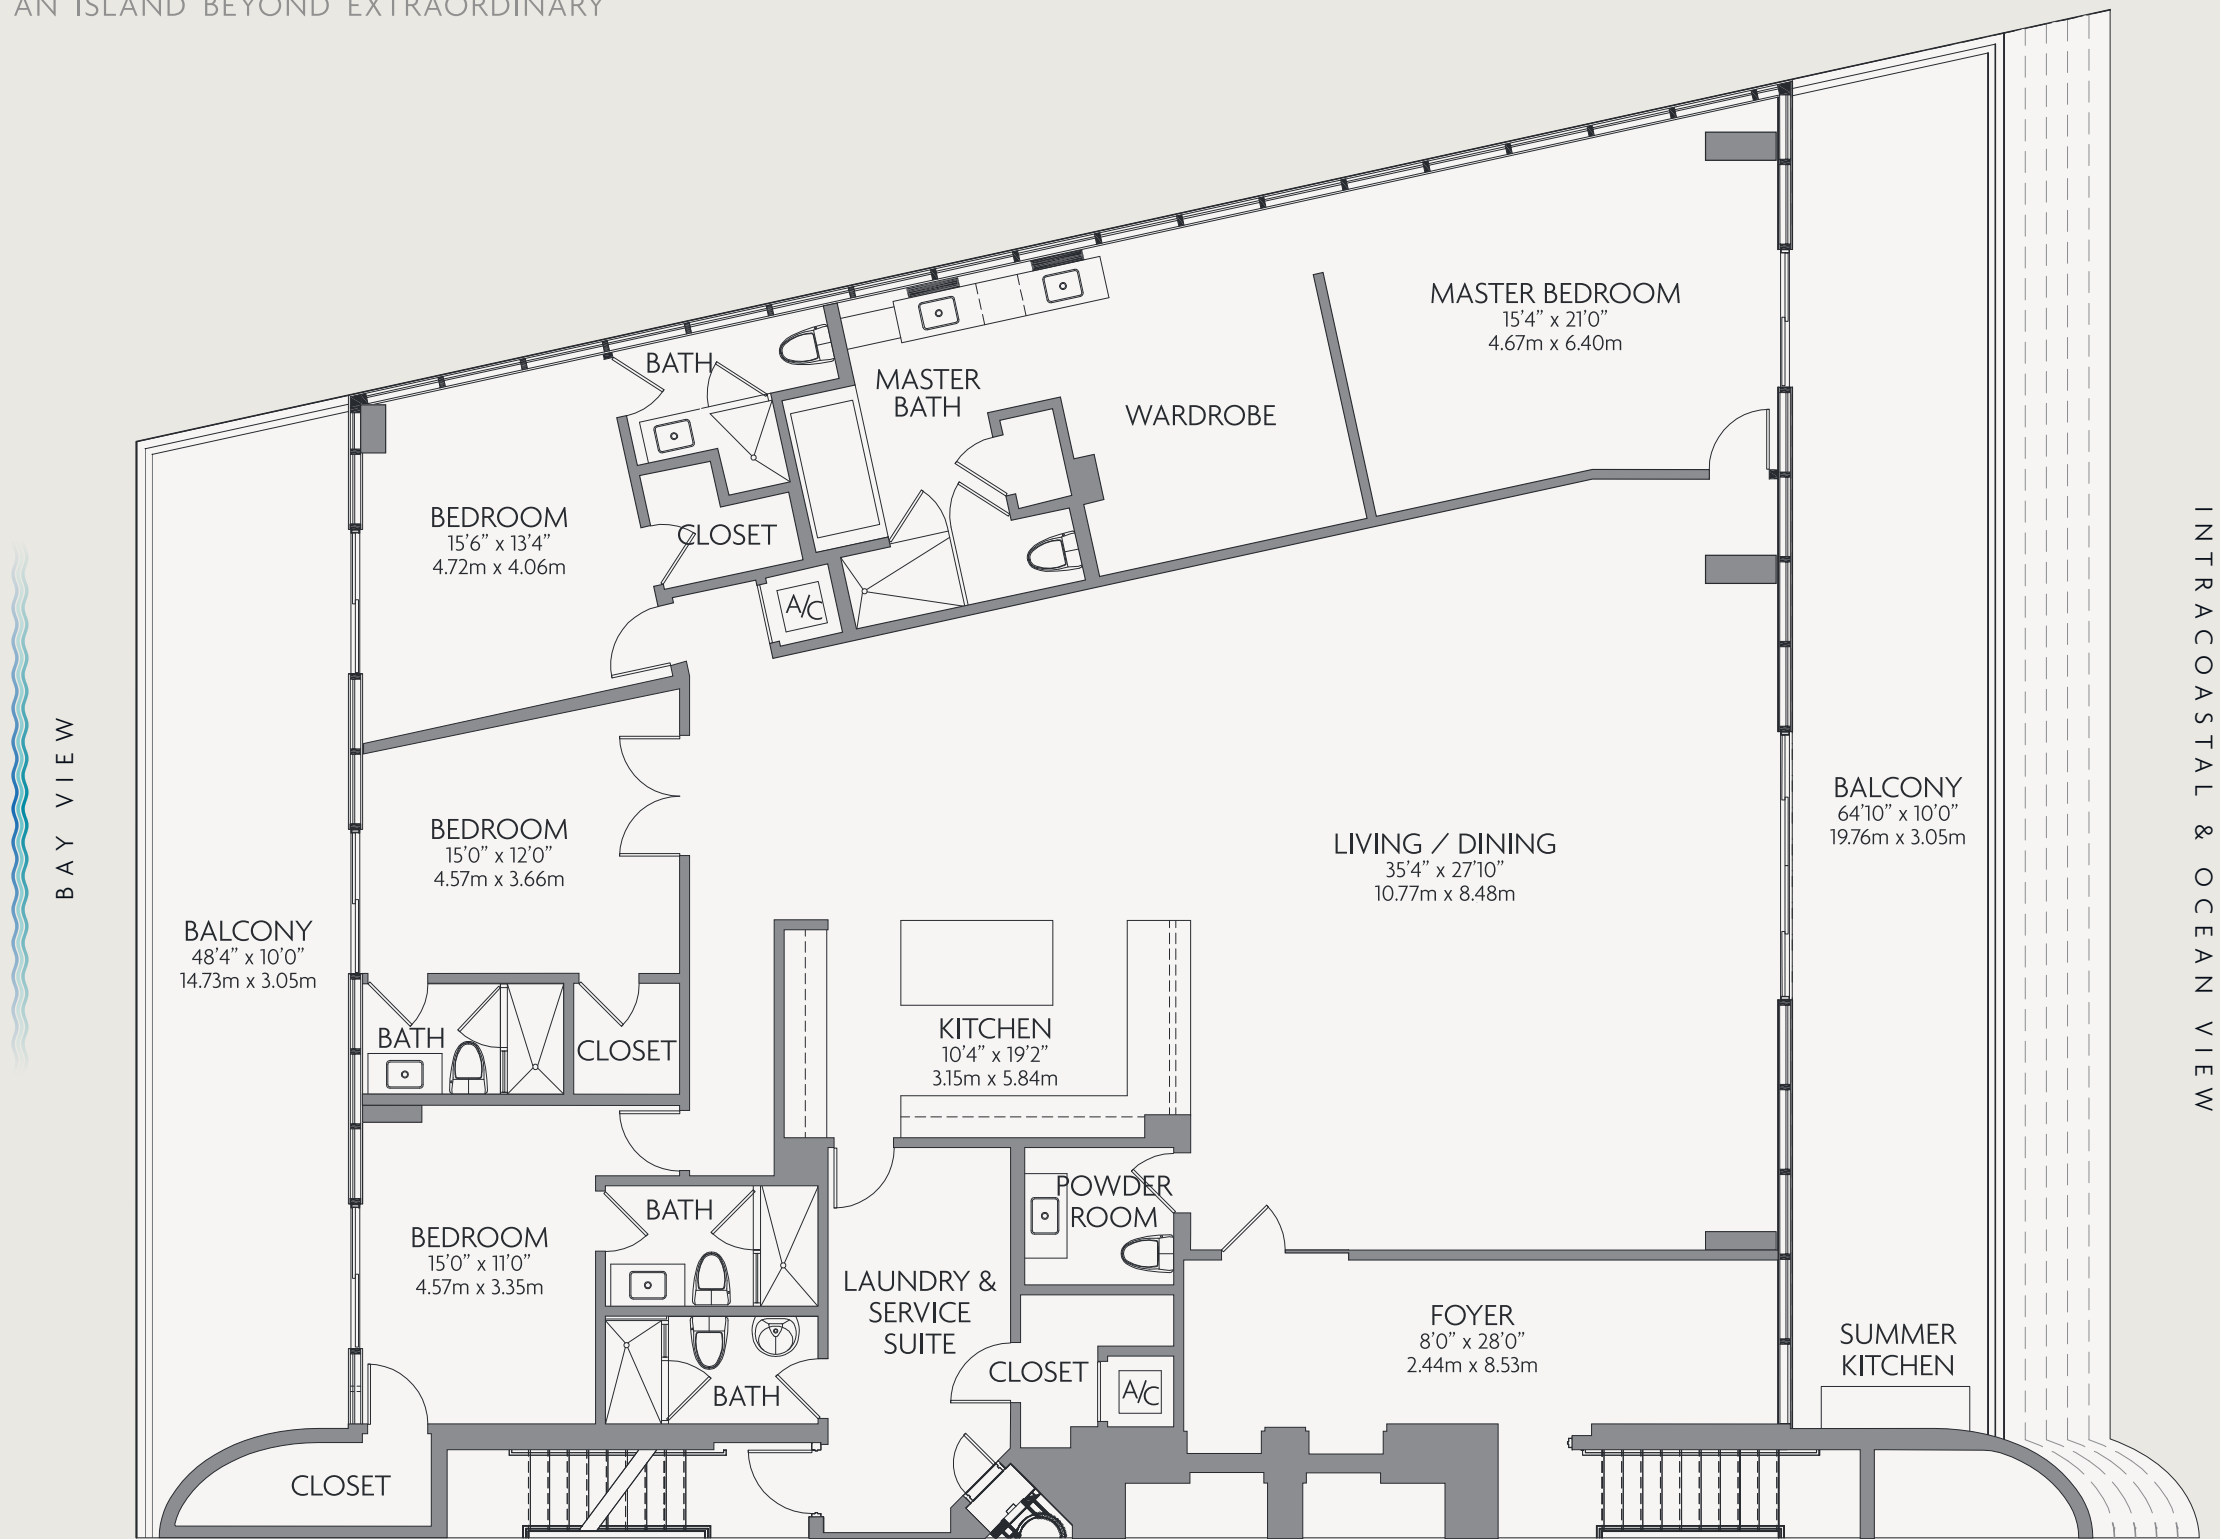 AN ISLAND BEYOND EXTRAORDINARY
MASTER BEDROOM
15'4” x 21'0”
4.67m x 6.40m
BATH
MASTER
BATH
WARDROBE
BEDROOM
15'6” x 13'4”
4.72m x 4.06m
CLOSET
A/C
BAY VIEW
INTRACOASTAL & OCEAN VIEW
BEDROOM
15'0” x 12'0”
4.57m x 3.66m
LIVING / DINING
35'4” x 27'10”
10.77m x 8.48m
BALCONY
64'10” x 10'0”
19.76m x 3.05m
BALCONY
48'4” x 10'0”
14.73m x 3.05m
BATH
CLOSET
KITCHEN
10'4” x 19'2”
3.15m x 5.84m
BEDROOM
15'0” x 11'0”
4.57m x 3.35m
BATH
POWDER
ROOM
LAUNDRY &
SERVICE
SUITE
FOYER
8'0” x 28'0”
2.44m x 8.53m
SUMMER
KITCHEN
BATH
CLOSET
A/C
CLOSET